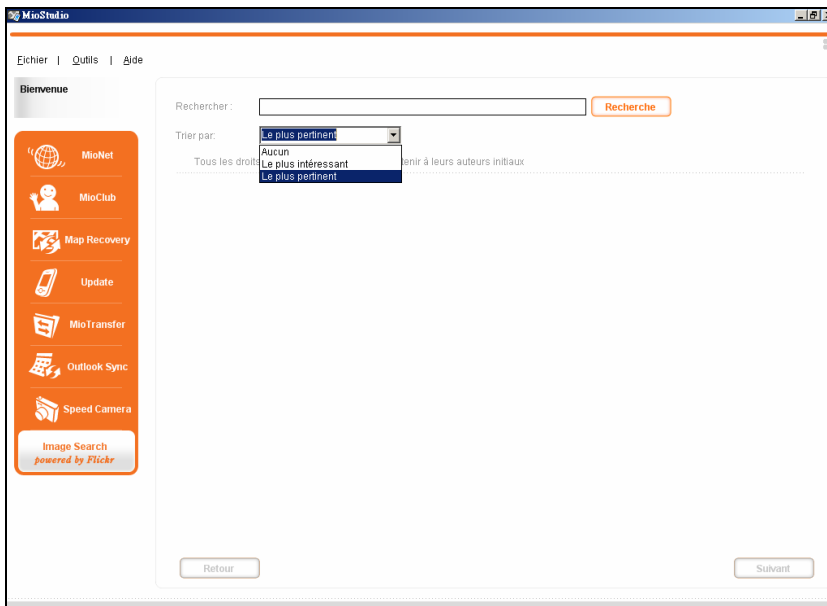 MioStudio
Fichier | Outils | Aide
Bienvenue
Rechercher :
Recherche
Trier par:
Le plus pertinent
Aucun
Le plus intéressant
Le plus pertinent
Tous les droits tenir à leurs auteurs initiaux
MioNet
MioClub
Map Recovery
Update
MioTransfer
Outlook Sync
Speed Camera
Image Search
powered by Flickr
Retour
Suivant